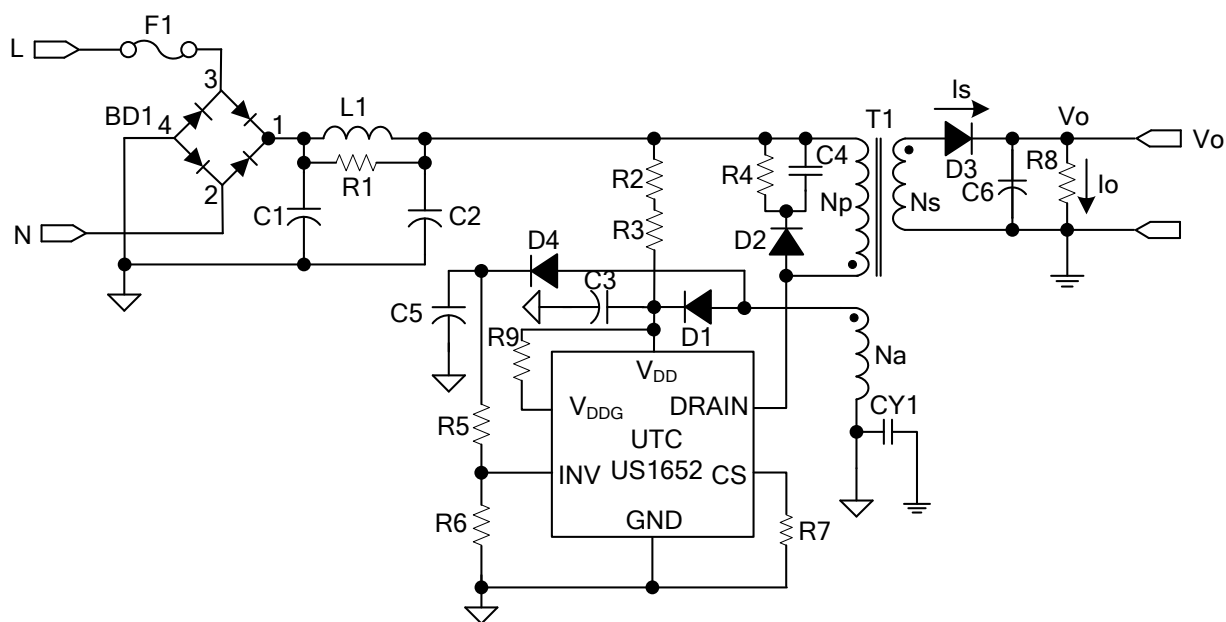 F1
L
3
BD1
4
1
L1
R1
2
N
C1
C2
R2
R3
R4
C4
D2
Np
T1
Ns
Is
D3
C6
Vo
R8
Io
Vo
D4
C3
C5
R9
D1
Na
CY1
VDD
VDDG
DRAIN
UTC
US1652
INV
CS
GND
R5
R6
R7